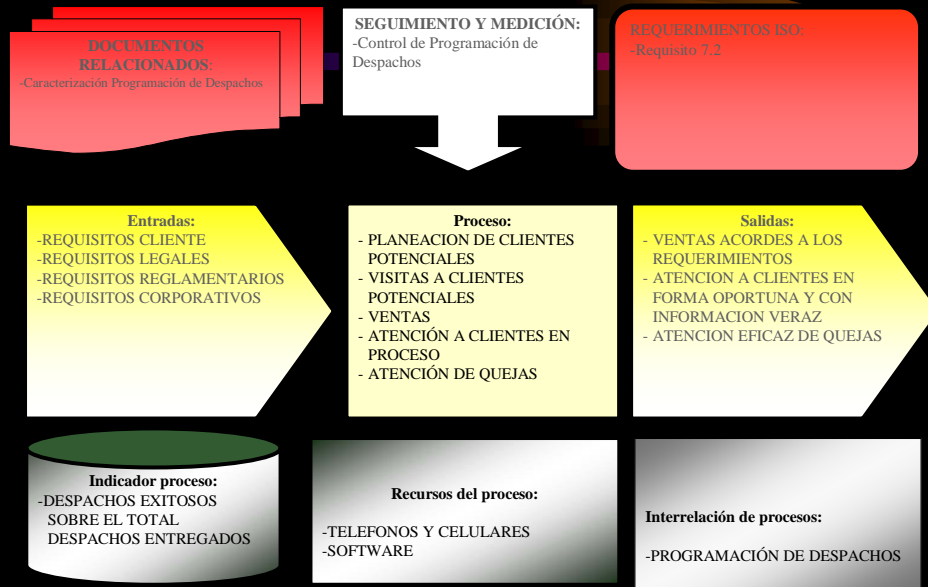 DOCUMENTOS
RELACIONADOS:
-Caracterización Programación de Despachos
SEGUIMIENTO Y MEDICIÓN:
-Control de Programación de
Despachos
REQUERIMIENTOS ISO:
-Requisito 7.2
Entradas:
-REQUISITOS CLIENTE
-REQUISITOS LEGALES
-REQUISITOS REGLAMENTARIOS
-REQUISITOS CORPORATIVOS
Proceso:
- PLANEACION DE CLIENTES
POTENCIALES
- VISITAS A CLIENTES
POTENCIALES
- VENTAS
- ATENCIÓN A CLIENTES EN
PROCESO
- ATENCIÓN DE QUEJAS
Salidas:
- VENTAS ACORDES A LOS
REQUERIMIENTOS
- ATENCION A CLIENTES EN
FORMA OPORTUNA Y CON
INFORMACION VERAZ
- ATENCION EFICAZ DE QUEJAS
Indicador proceso:
-DESPACHOS EXITOSOS
SOBRE EL TOTAL
DESPACHOS ENTREGADOS
Recursos del proceso:
-TELEFONOS Y CELULARES
-SOFTWARE
Interrelación de procesos:
-PROGRAMACIÓN DE DESPACHOS